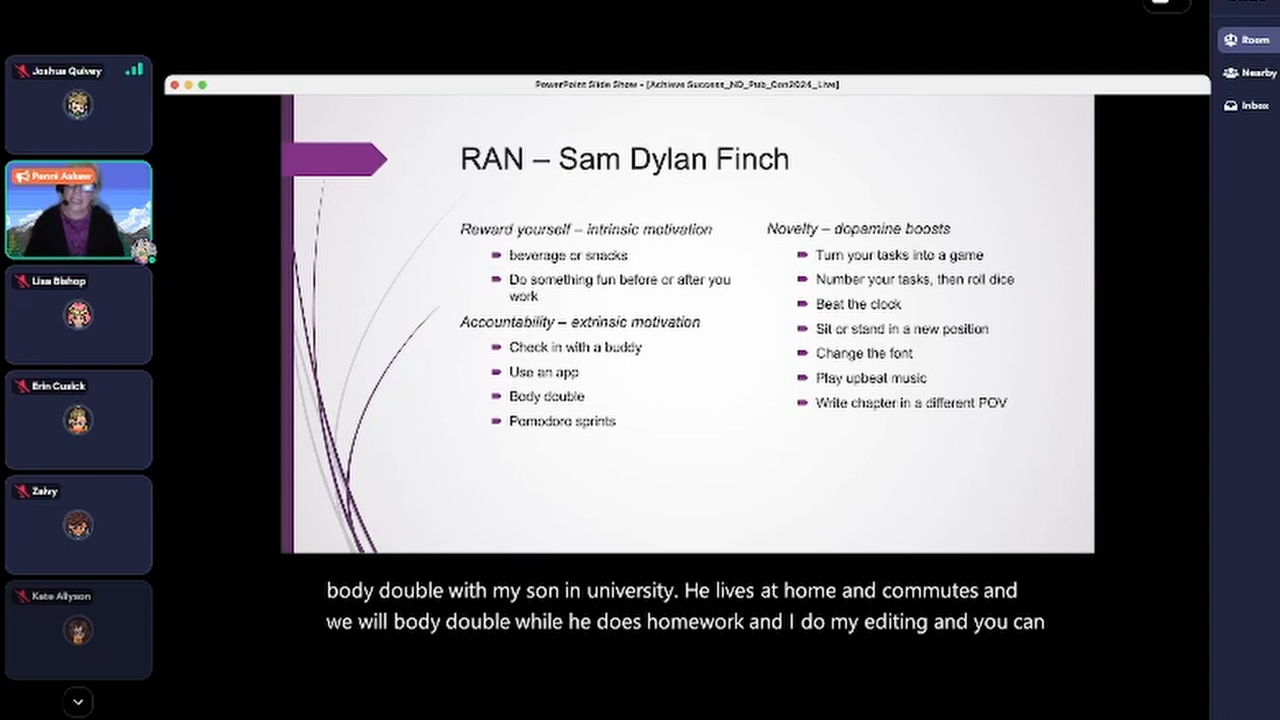 Room
Nearby
Inbox
Joshua Quivey
Penni Askew
Lisa Bishop
Erin Cusick
Zalvy
Kate Allyson
PowerPoint Slide Show - [Achieve Success_ND_Pub_Con2024_Live]
RAN – Sam Dylan Finch
Reward yourself – intrinsic motivation
beverage or snacks
Do something fun before or after you
work
Accountability – extrinsic motivation
Check in with a buddy
Use an app
Body double
Pomodoro sprints
Novelty – dopamine boosts
Turn your tasks into a game
Number your tasks, then roll dice
Beat the clock
Sit or stand in a new position
Change the font
Play upbeat music
Write chapter in a different POV
body double with my son in university. He lives at home and commutes and
we will body double while he does homework and I do my editing and you can